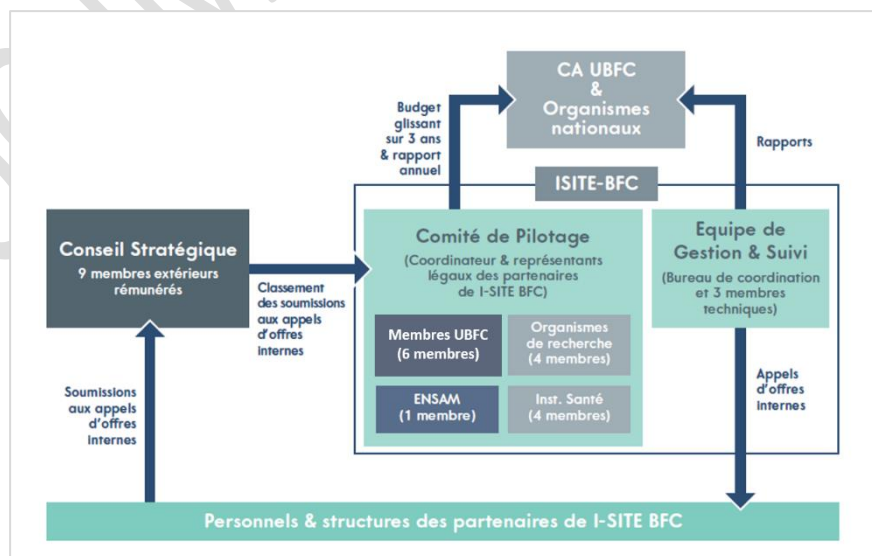 CA UBFC
&
Organismes
nationaux
Budget
glissant
sur 3 ans
& rapport
annuel
Rapports
ISITE-BFC
Conseil Stratégique
9 membres extérieurs
rémunérés
Classement
des soumissions
aux appels
d'offres
internes
Comité de Pilotage
(Coordinateur & représentants
légaux des partenaires
de I-SITE BFC)
Membres UBFC
(6 membres)
Organismes
de recherche
(4 membres)
ENSAM
(1 membre)
Inst. Santé
(4 membres)
Equipe de
Gestion & Suivi
(Bureau de coordination
et 3 membres
techniques)
Soumissions
aux appels
d'offres
internes
Appels
d'offres
internes
Personnels & structures des partenaires de I-SITE BFC